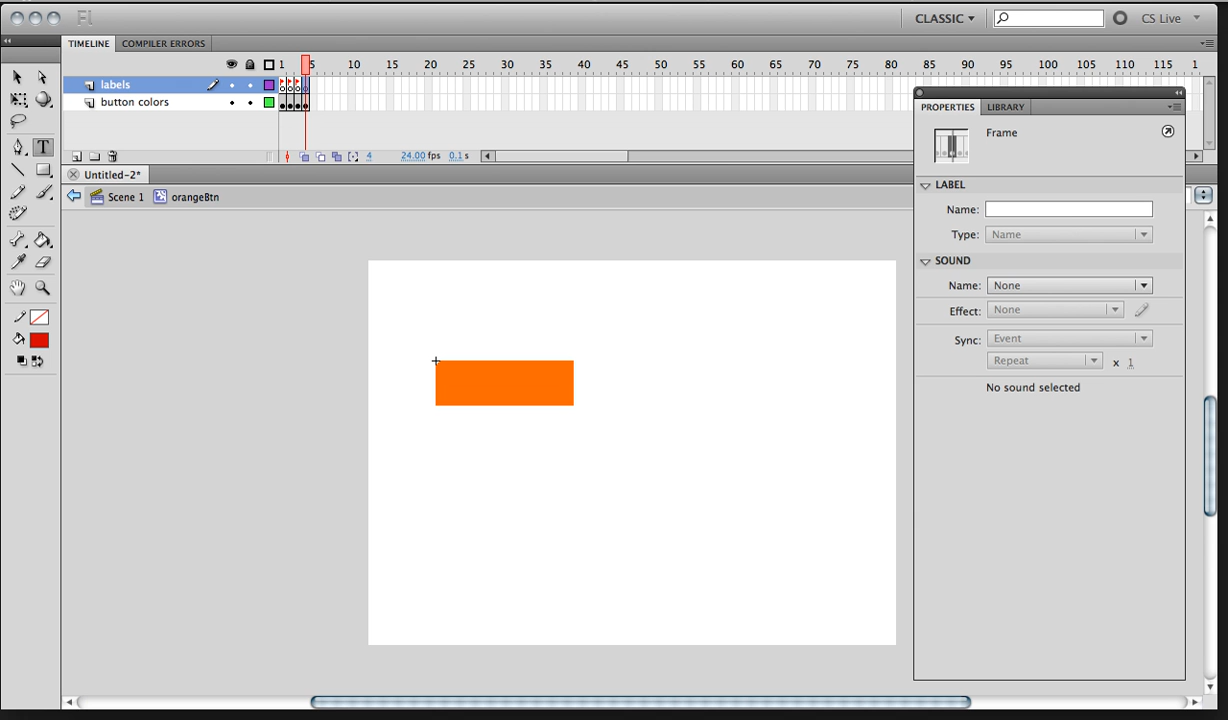 Fl
CLASSIC
CS Live
TIMELINE COMPILER ERRORS
1 5 10 15 20 25 30 35 40 45 50 55 60 65 70 75 80 85 90 95 100 105 110 115 1
labels
button colors
4 24.00 fps 0.1 s
Untitled-2*
Scene 1 orangeBtn
T
PROPERTIES LIBRARY
Frame
LABEL
Name:
Type: Name
SOUND
Name: None
Effect: None
Sync: Event
Repeat x 1
No sound selected